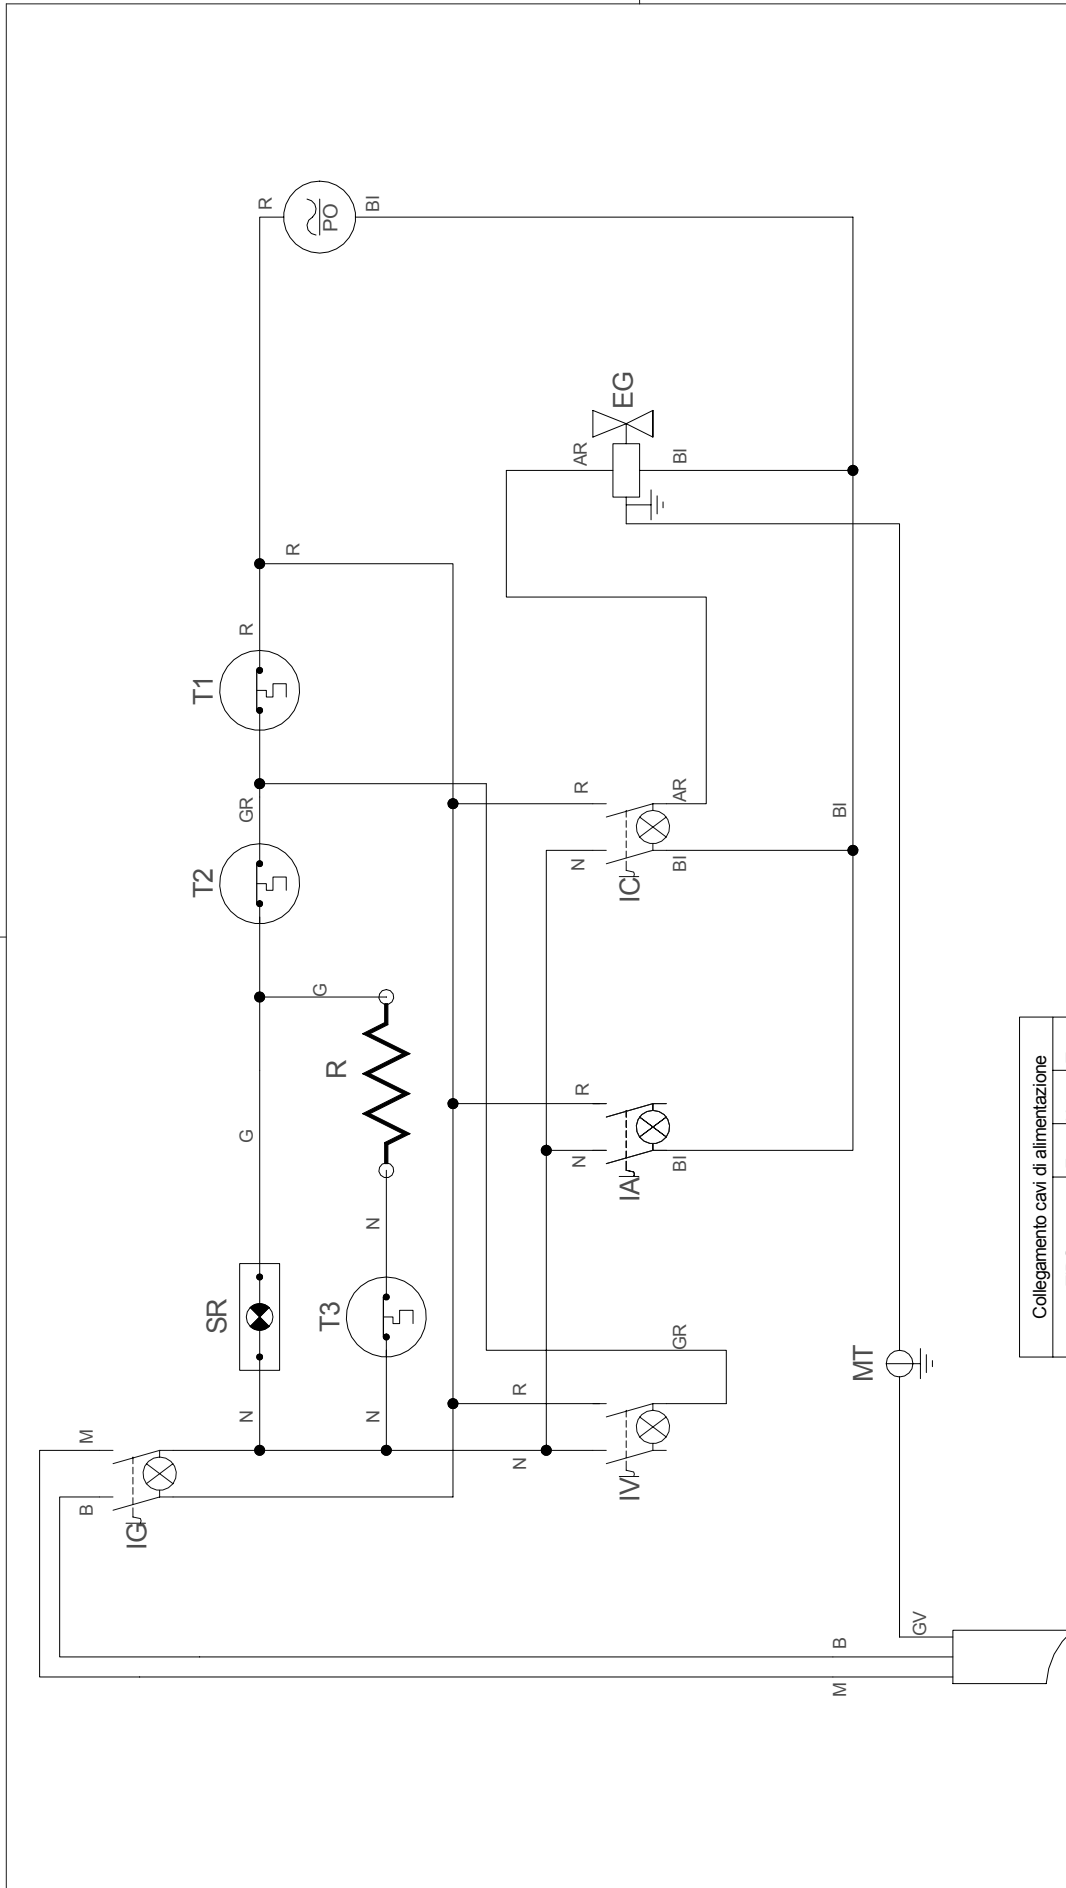 M
B
IG
N
SR
G
G
R
N
T3
N
T2
GR
T1
R
R
R
PO
BI
N
R
IV
GR
N
R
IA
BI
N
R
IC
BI
AR
AR
EG
BI
BI
MT
GV
M
B
Collegamento cavi di alimentazione